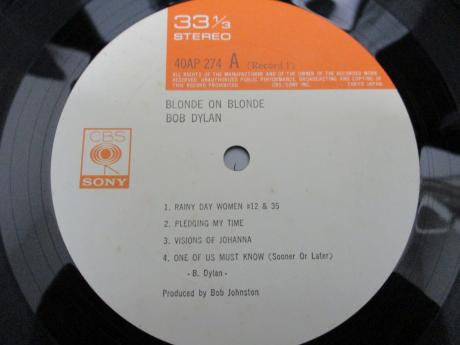 33 1/3
STEREO
40AP 274 A (Record 1)
ALL RIGHTS OF THE MANUFACTURER AND OF THE OWNER OF THE RECORDED WORK
RESERVED. UNAUTHORIZED PUBLIC PERFORMANCE, BROADCASTING AND COPYING OF
THIS RECORD PROHIBITED CBS/SONY INC. TOKYO JAPAN
BLONDE ON BLONDE
BOB DYLAN
CBS
SONY
1. RAINY DAY WOMEN #12 & 35
2. PLEDGING MY TIME
3. VISIONS OF JOHANNA
4. ONE OF US MUST KNOW (Sooner Or Later)
- B. Dylan -
Produced by Bob Johnston